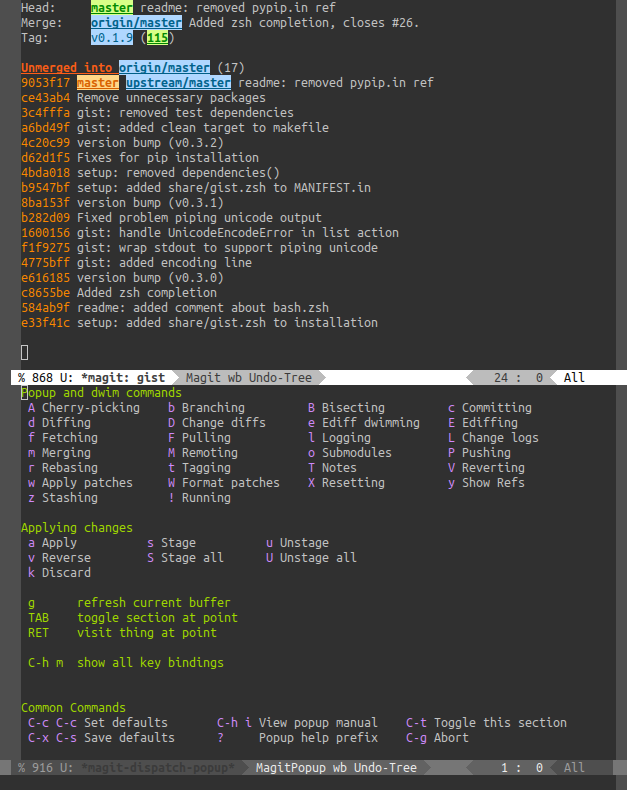 Head:     master readme: removed pypip.in ref
Merge:    origin/master Added zsh completion, closes #26.
Tag:      v0.1.9 (115)
Unmerged into origin/master (17)
9053f17 master upstream/master readme: removed pypip.in ref
ce43ab4 Remove unnecessary packages
3c4fffa gist: removed test dependencies
a6bd49f gist: added clean target to makefile
4c20c99 version bump (v0.3.2)
d62d1f5 Fixes for pip installation
4bda018 setup: removed dependencies()
b9547bf setup: added share/gist.zsh to MANIFEST.in
8ba153f version bump (v0.3.1)
b282d09 Fixed problem piping unicode output
1600156 gist: handle UnicodeEncodeError in list action
f1f9275 gist: wrap stdout to support piping unicode
4775bff gist: added encoding line
e616185 version bump (v0.3.0)
c8655be Added zsh completion
584ab9f readme: added comment about bash.zsh
e33f41c setup: added share/gist.zsh to installation
% 868 U: *magit: gist  Magit wb Undo-Tree  24 :  0  All
Popup and dwim commands
A Cherry-picking    b Branching         B Bisecting         c Committing
d Diffing           D Change diffs      e Ediff dwimming    E Ediffing
f Fetching          F Pulling           l Logging           L Change logs
m Merging           M Remoting          o Submodules        P Pushing
r Rebasing          t Tagging           T Notes             V Reverting
w Apply patches     W Format patches    X Resetting         y Show Refs
z Stashing          ! Running
Applying changes
a Apply          s Stage          u Unstage
v Reverse        S Stage all      U Unstage all
k Discard
g      refresh current buffer
TAB    toggle section at point
RET    visit thing at point
C-h m  show all key bindings
Common Commands
C-c C-c Set defaults       C-h i View popup manual    C-t Toggle this section
C-x C-s Save defaults      ?     Popup help prefix    C-g Abort
% 916 U: *magit-dispatch-popup*  MagitPopup wb Undo-Tree  1 :  0  All